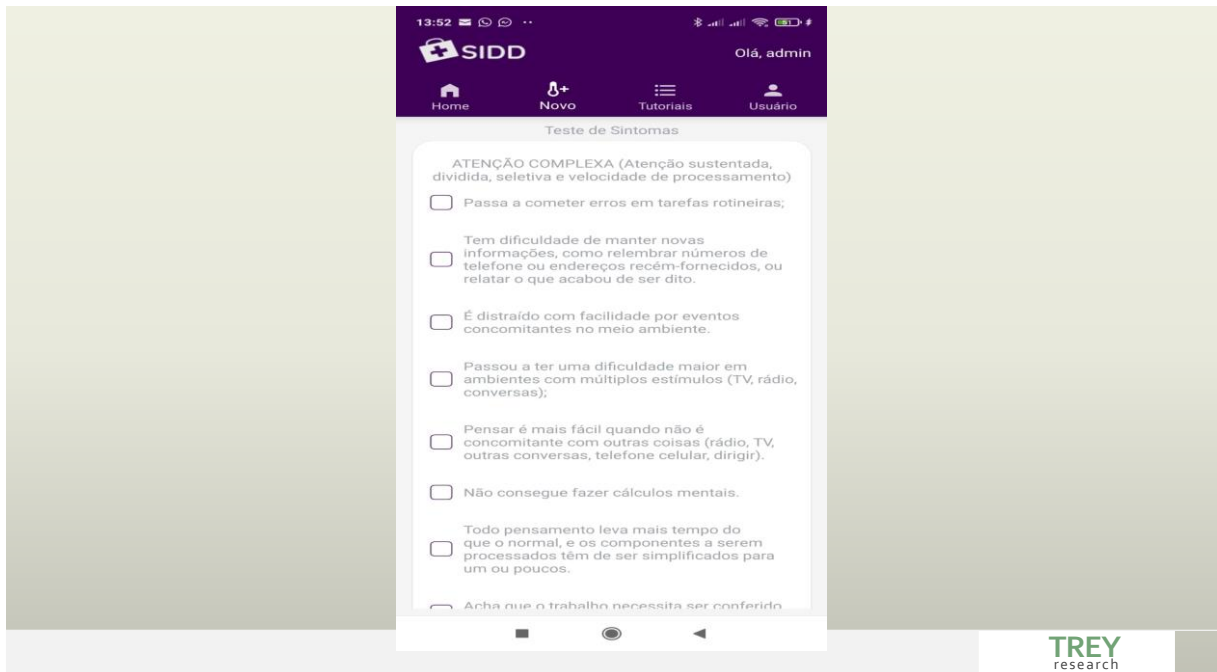 13:52
SIDD
Olá, admin
Home
Novo
Tutoriais
Usuário
Teste de Sintomas
ATENÇÃO COMPLEXA (Atenção sustentada,
dividida, seletiva e velocidade de processamento)
Passa a cometer erros em tarefas rotineiras;
Tem dificuldade de manter novas
informações, como relembrar números de
telefone ou endereços recém-fornecidos, ou
relatar o que acabou de ser dito.
É distraído com facilidade por eventos
concomitantes no meio ambiente.
Passou a ter uma dificuldade maior em
ambientes com múltiplos estímulos (TV, rádio,
conversas);
Pensar é mais fácil quando não é
concomitante com outras coisas (rádio, TV,
outras conversas, telefone celular, dirigir).
Não consegue fazer cálculos mentais.
Todo pensamento leva mais tempo do
que o normal, e os componentes a serem
processados têm de ser simplificados para
um ou poucos.
Acha que o trabalho necessita ser conferido
TREY
research